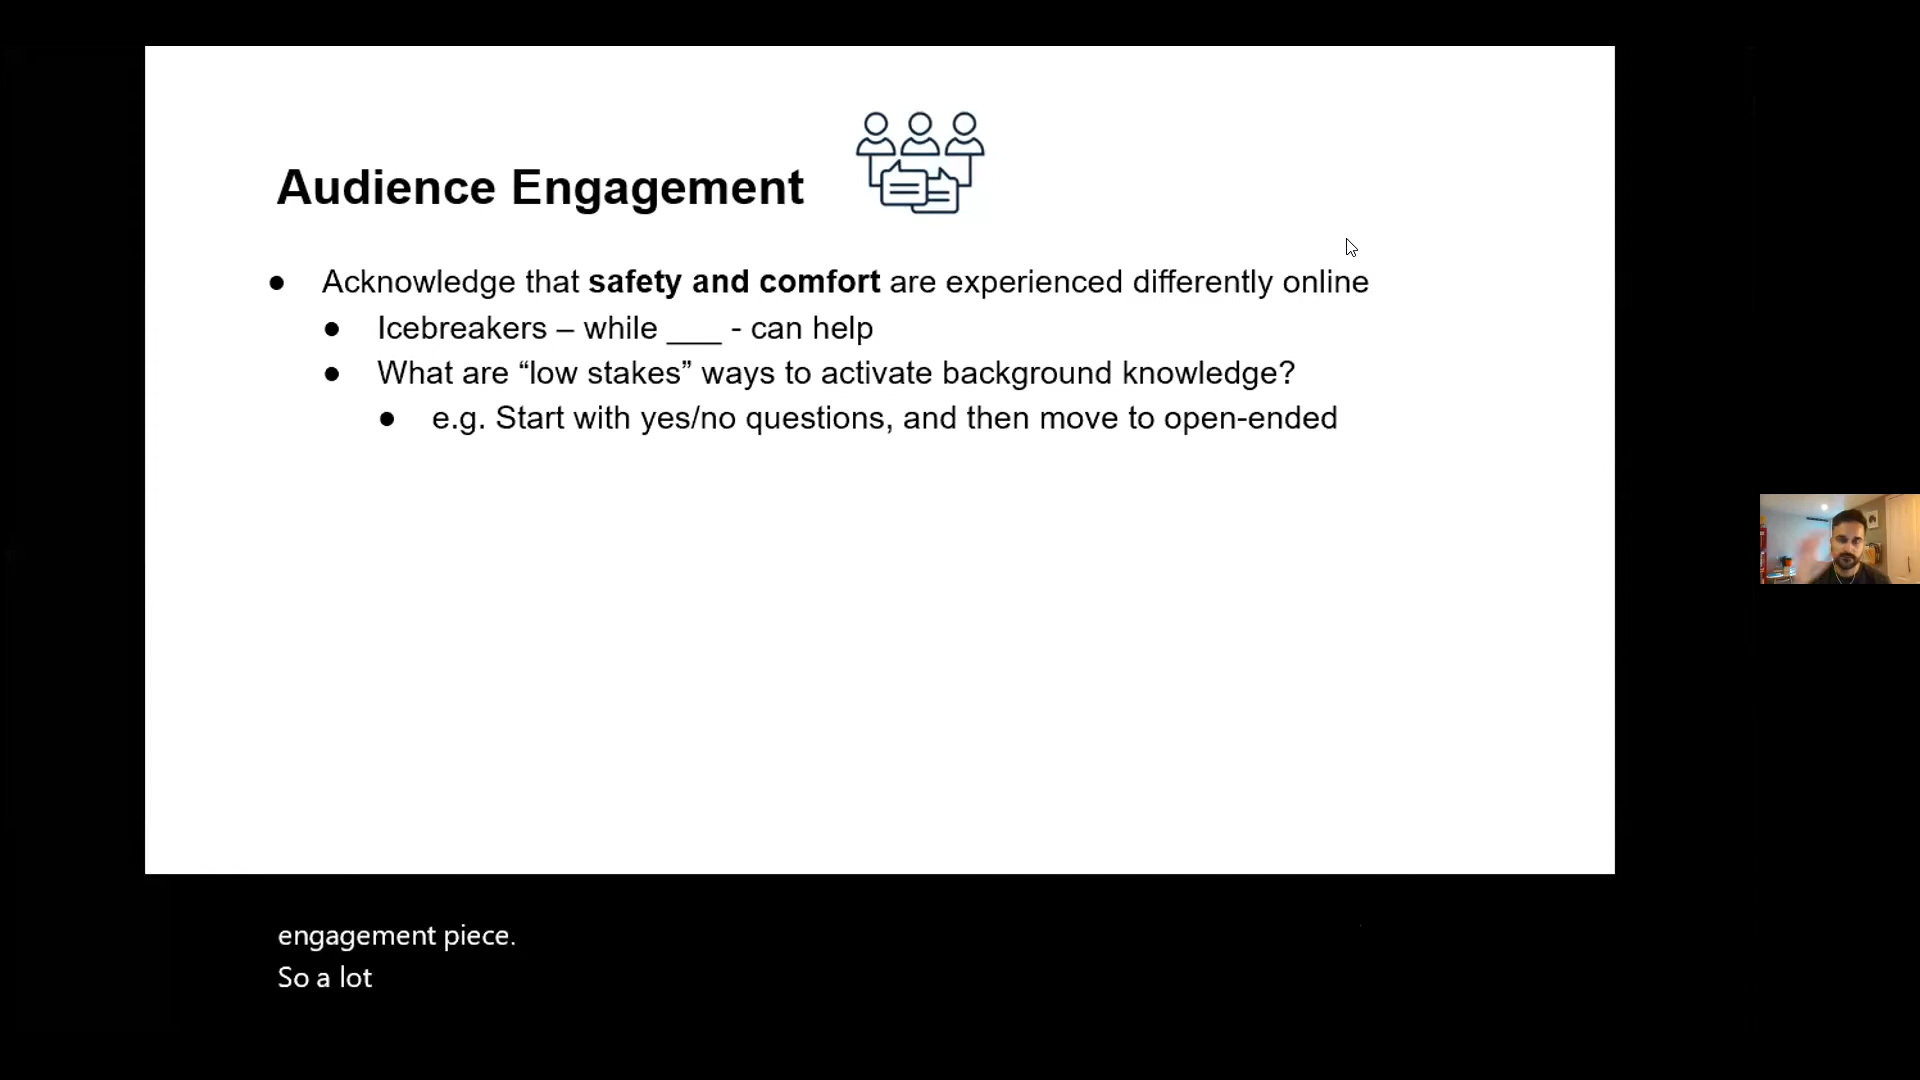 Audience Engagement
● Acknowledge that safety and comfort are experienced differently online
● Icebreakers – while ___ - can help
● What are “low stakes” ways to activate background knowledge?
● e.g. Start with yes/no questions, and then move to open-ended
engagement piece.
So a lot